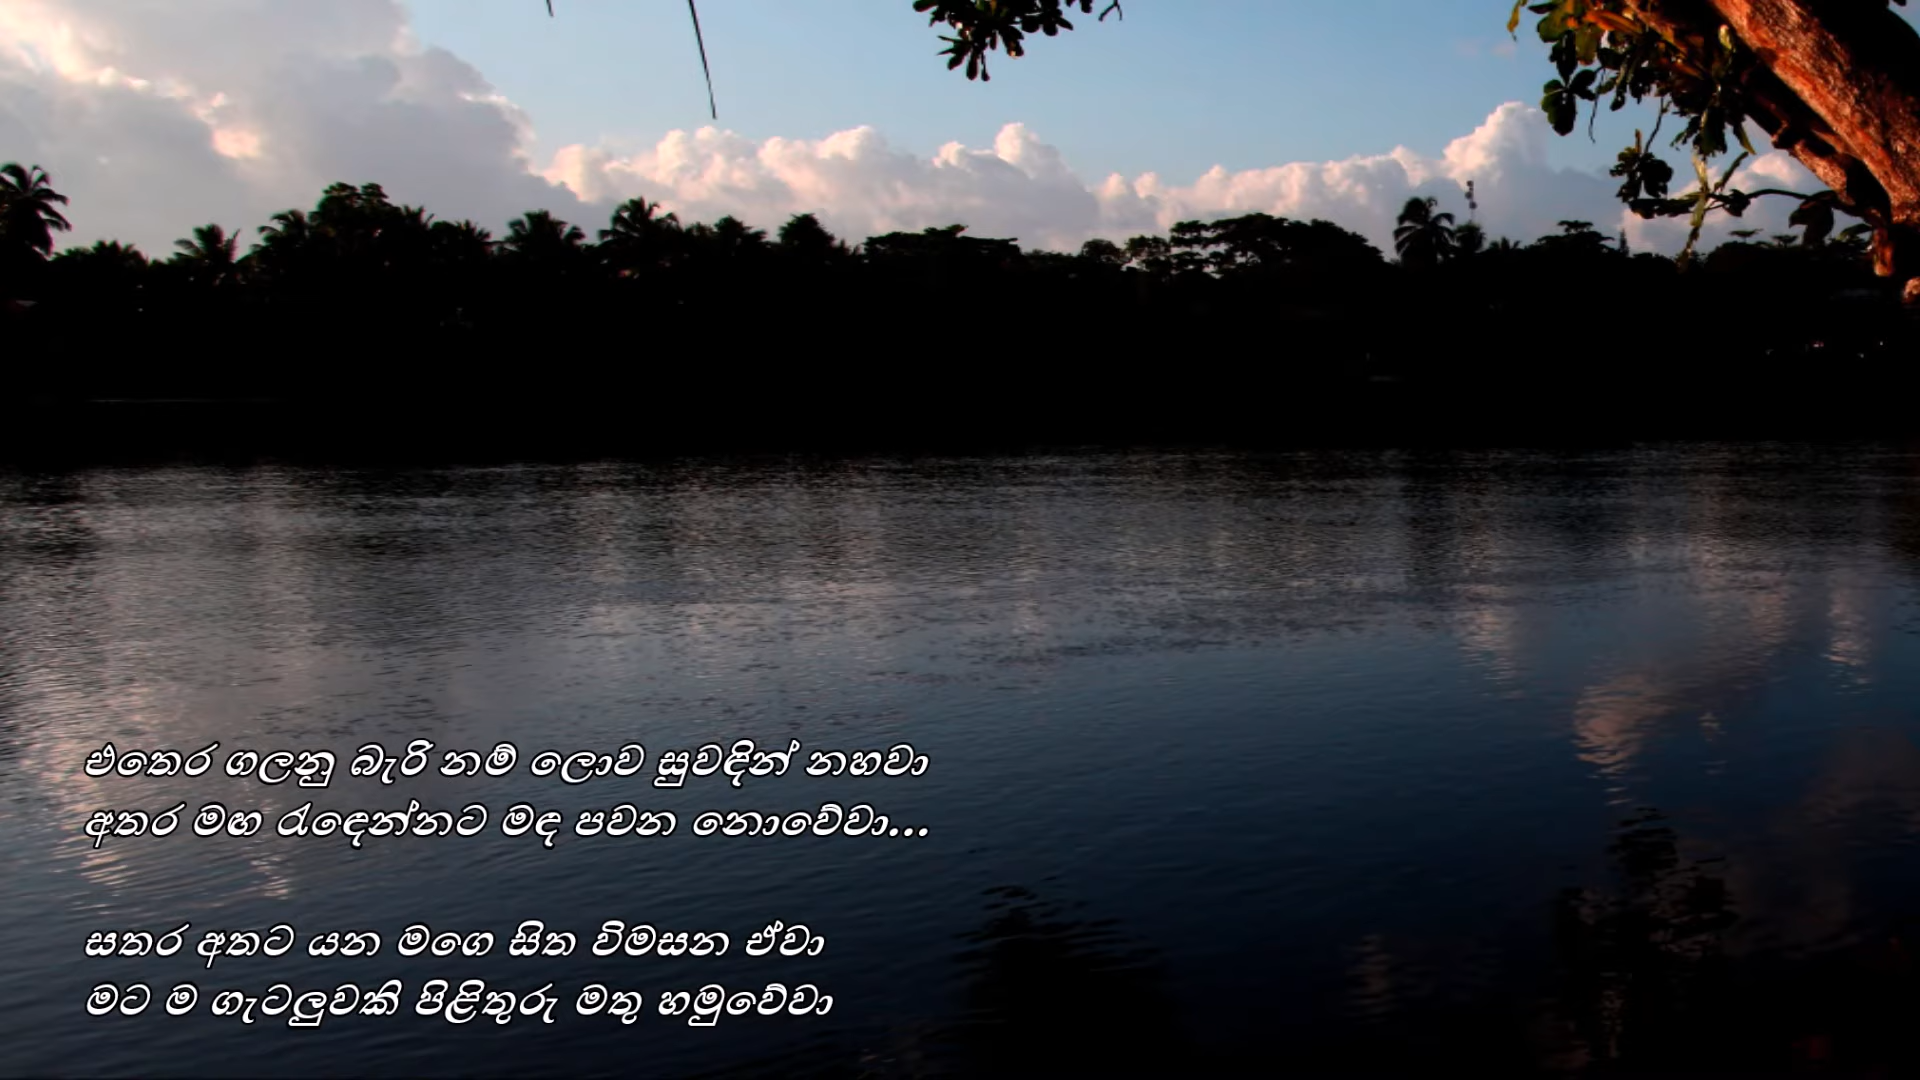 එතෙර ගලනු බැරි නම් ලොව සුවඳින් නහවා
අතර මඟ රැඳෙන්නට මඳ පවන නොවේවා...
සතර අතට යන මගෙ සිත විමසන ඒවා
මට ම ගැටලුවකි පිළිතුරු මතු හමුවේවා